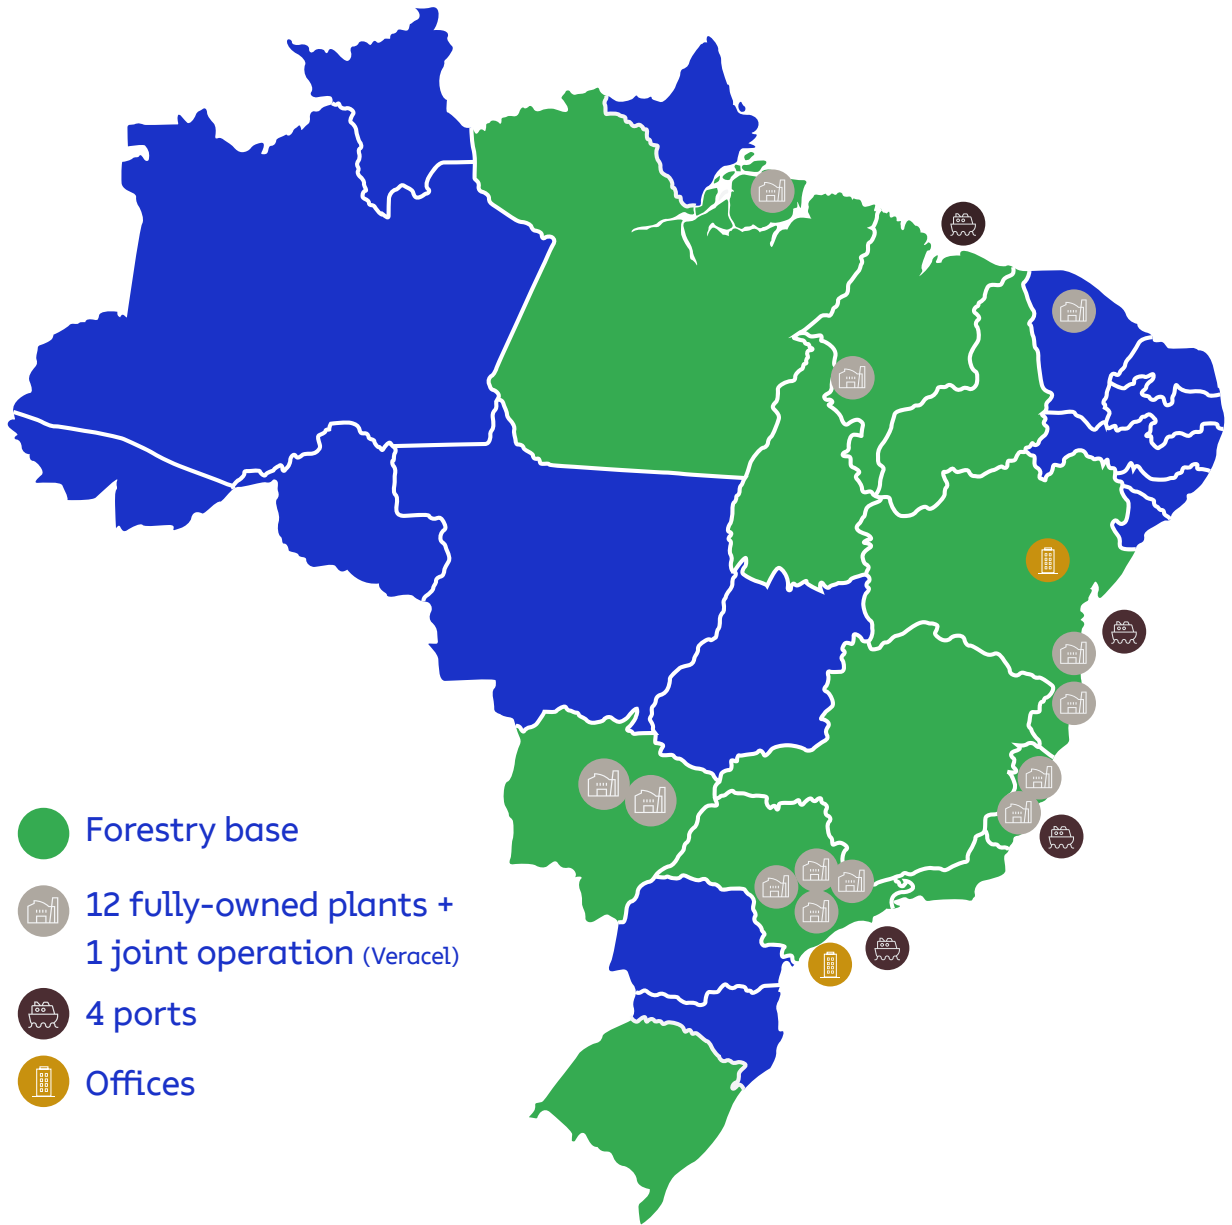 Forestry base
12 fully-owned plants +
1 joint operation (Veracel)
4 ports
Offices